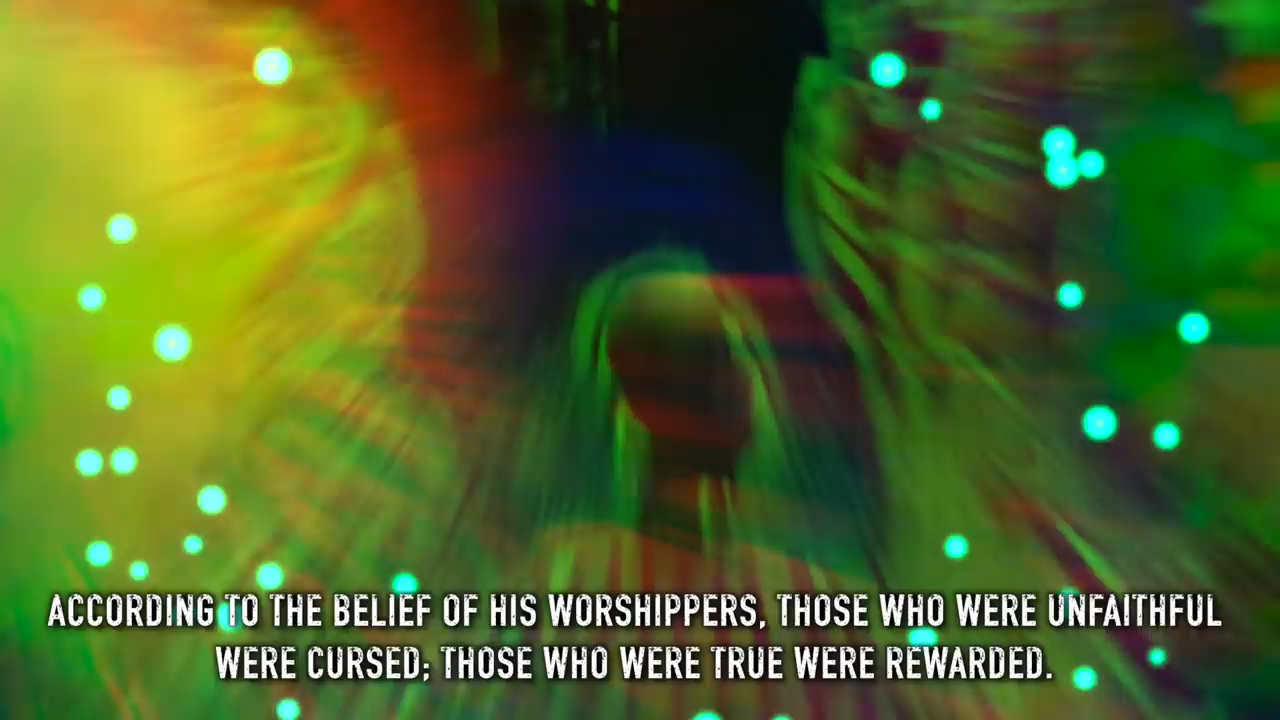 ACCORDING TO THE BELIEF OF HIS WORSHIPPERS, THOSE WHO WERE UNFAITHFUL
WERE CURSED; THOSE WHO WERE TRUE WERE REWARDED.